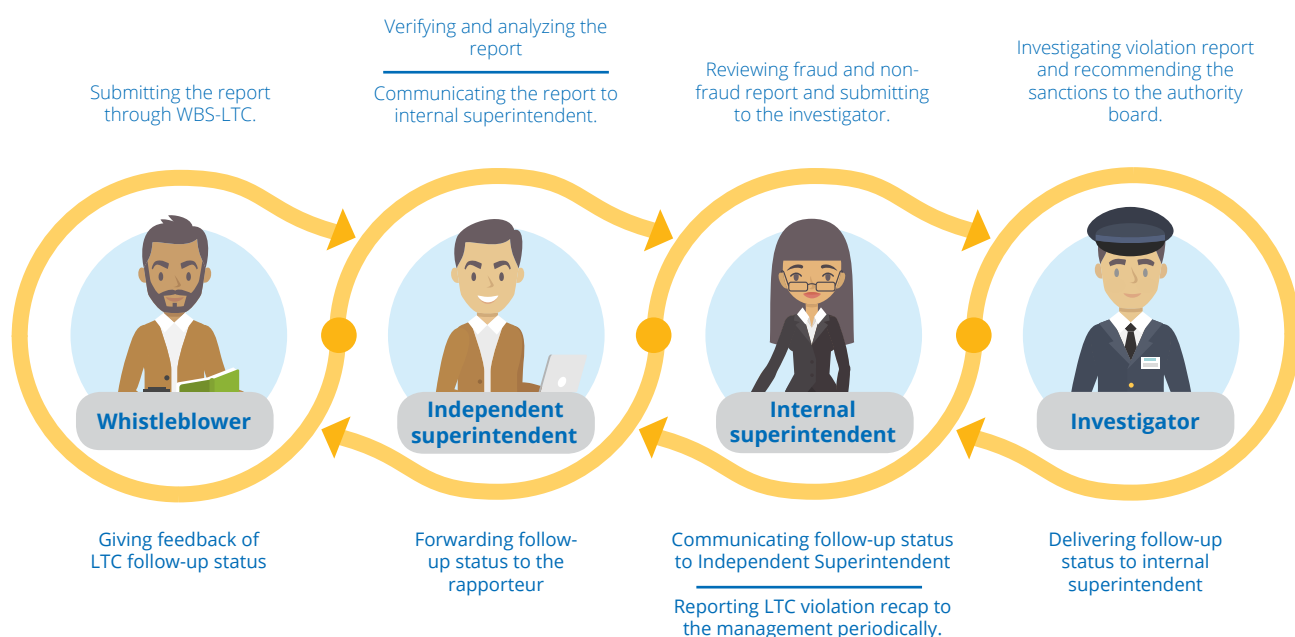 Submitting the report
through WBS-LTC.
Verifying and analyzing the
report
Communicating the report to
internal superintendent.
Reviewing fraud and non-
fraud report and submitting
to the investigator.
Investigating violation report
and recommending the
sanctions to the authority
board.
Whistleblower
Independent
superintendent
Internal
superintendent
Investigator
Giving feedback of
LTC follow-up status
Forwarding follow-
up status to the
rapporteur
Communicating follow-up status
to Independent Superintendent
Reporting LTC violation recap to
the management periodically.
Delivering follow-up
status to internal
superintendent